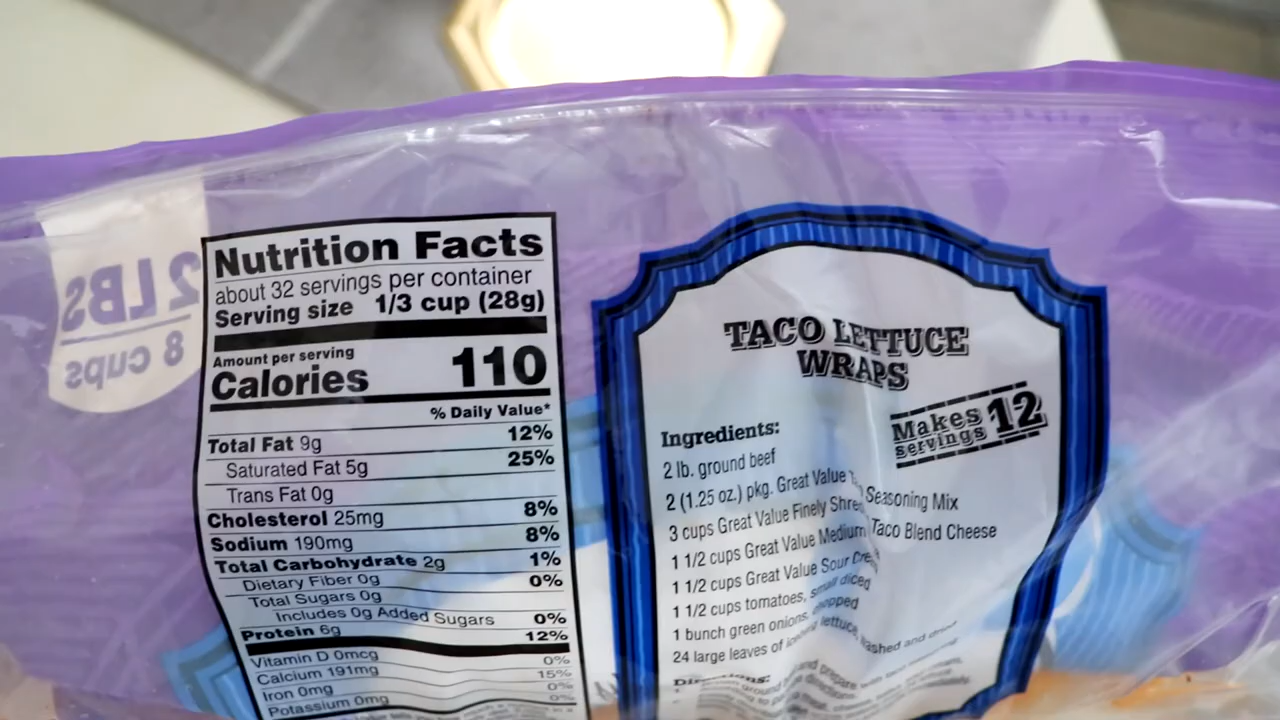 2 LBS
8 cups
Nutrition Facts
about 32 servings per container
Serving size 1/3 cup (28g)
Amount per serving
Calories 110
% Daily Value*
Total Fat 9g 12%
Saturated Fat 5g 25%
Trans Fat 0g
Cholesterol 25mg 8%
Sodium 190mg 8%
Total Carbohydrate 2g 1%
Dietary Fiber 0g 0%
Total Sugars 0g
Includes 0g Added Sugars 0%
Protein 6g 12%
Vitamin D 0mcg 0%
Calcium 191mg 15%
Iron 0mg 0%
Potassium 0mg 0%
TACO LETTUCE
WRAPS
Makes 12
servings
Ingredients:
2 lb. ground beef
2 (1.25 oz.) pkg. Great Value Seasoning Mix
3 cups Great Value Finely Taco Blend Cheese
1 1/2 cups Great Value Medium
1 1/2 cups Great Value Sour
1 1/2 cups tomatoes, small diced
1 bunch green onions,
24 large leaves of lettuce, and dried